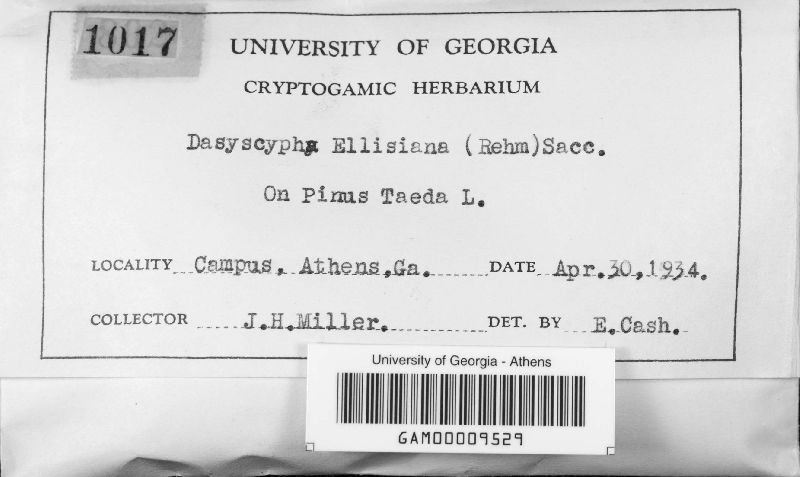 1017
UNIVERSITY OF GEORGIA
CRYPTOGAMIC HERBARIUM
Dasyscypha Ellisiana (Rehm)Sacc.
On Pinus Taeda L.
LOCALITY Campus, Athens,Ga. DATE Apr.30,1934.
COLLECTOR J.H.Miller. DET. BY E.Cash.
University of Georgia - Athens
GAM00009529